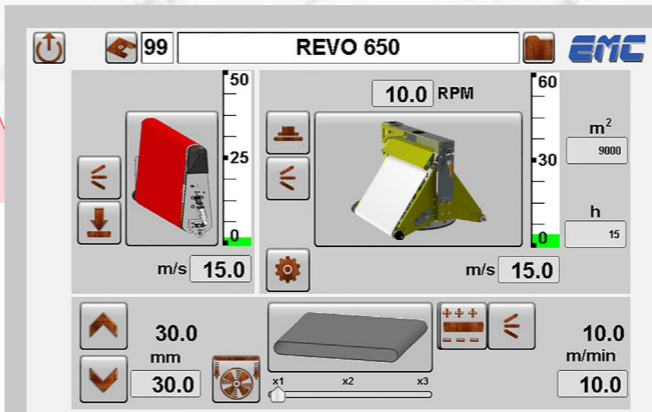 99 REVO 650 EMC
50
25
0
m/s 15.0
10.0 RPM
60
30
0
m/s 15.0
m²
9000
h
15
30.0
mm
30.0
x1 x2 x3
+++
---
10.0
m/min
10.0